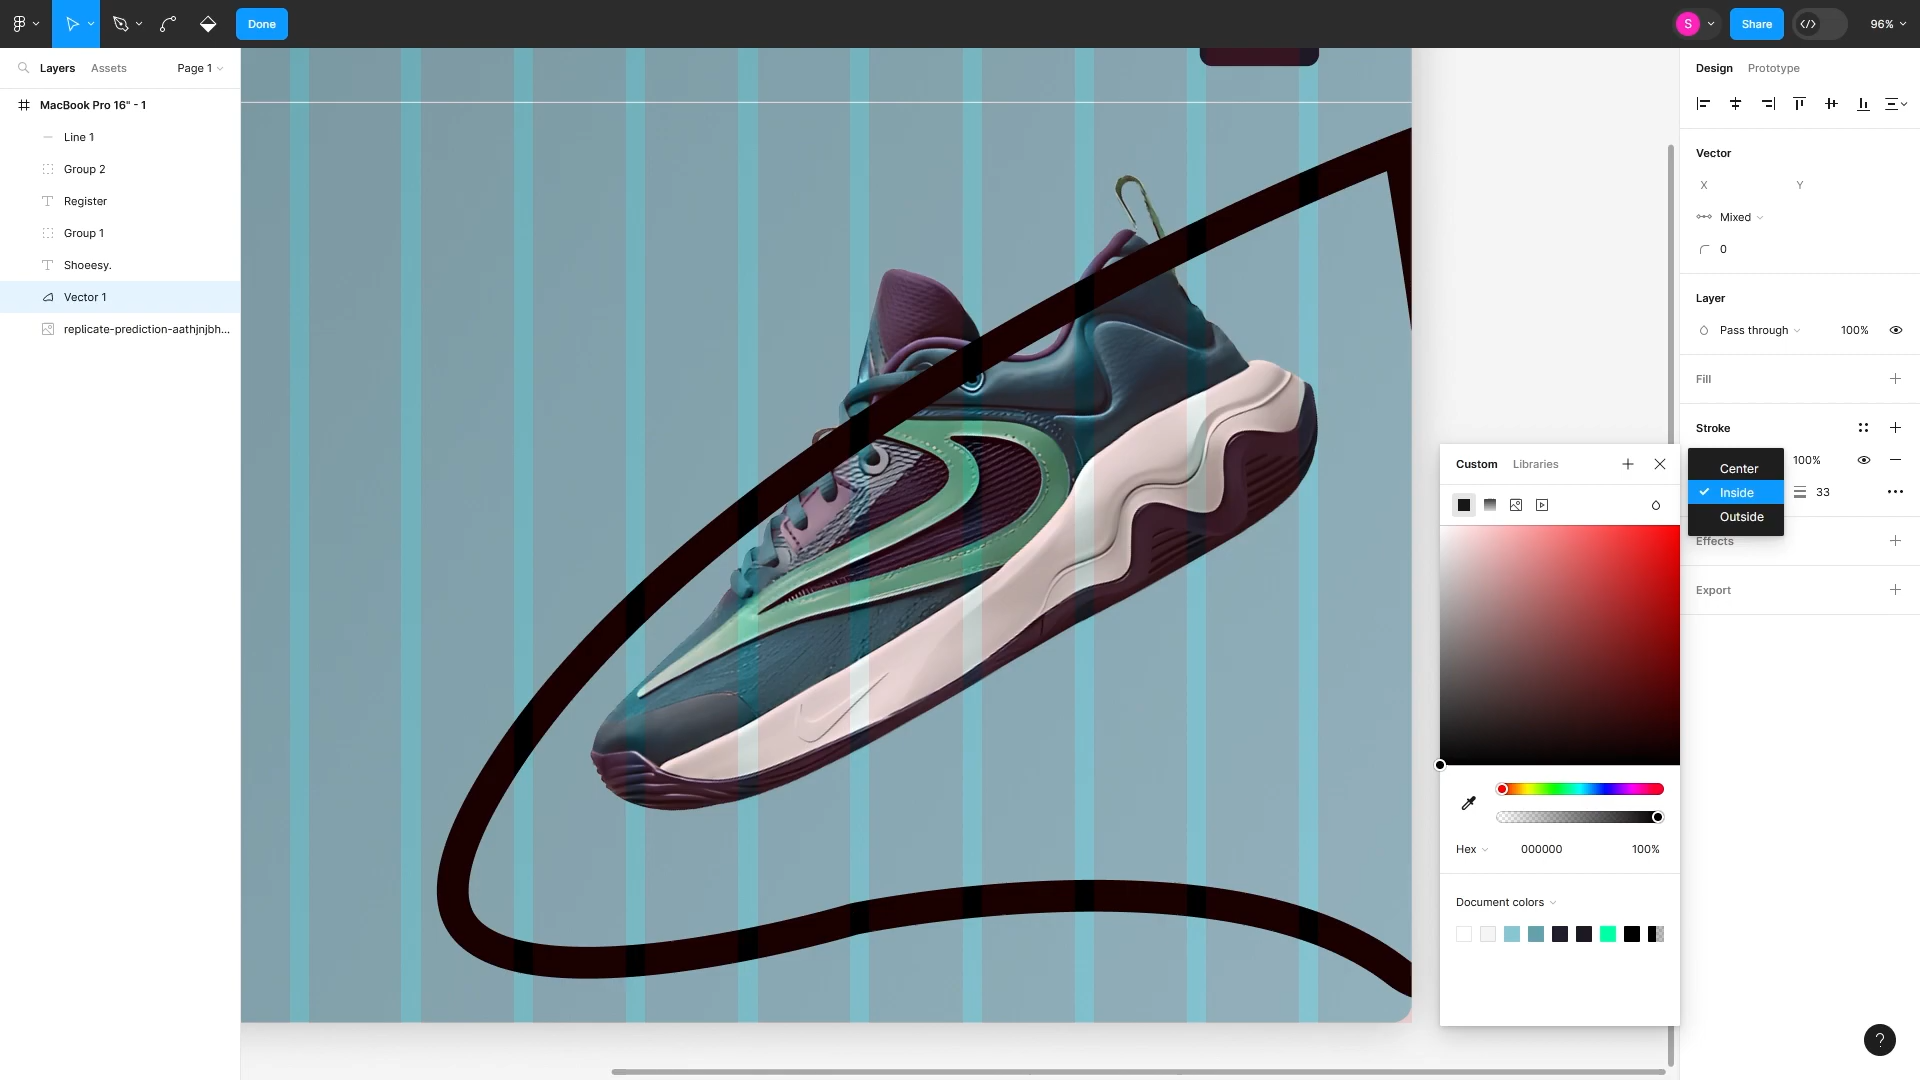 Done
S
Share
96%
Layers
Assets
Page 1
MacBook Pro 16" - 1
Line 1
Group 2
Register
Group 1
Shoeesy.
Vector 1
replicate-prediction-aathjnjbh...
Design
Prototype
Vector
X
Y
Mixed
0
Layer
Pass through
100%
Fill
Stroke
100%
Center
Inside
33
Outside
Effects
Export
Custom
Libraries
Hex
000000
100%
Document colors
?